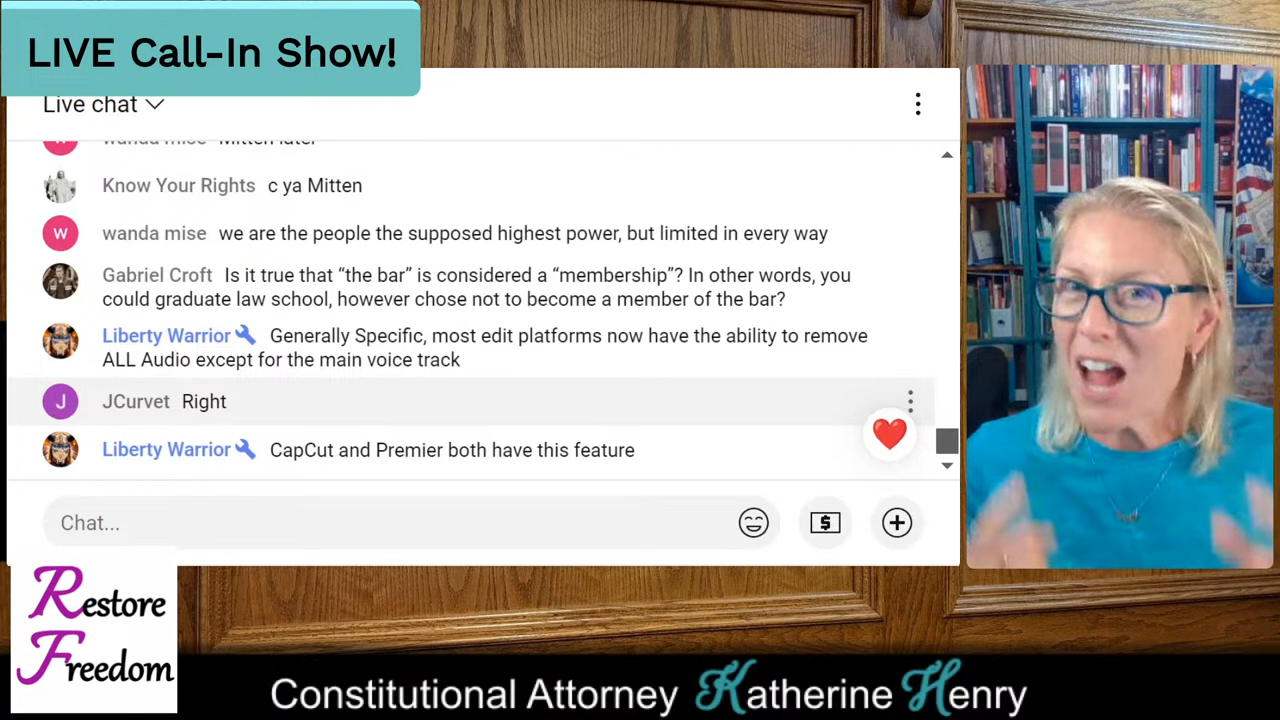 LIVE Call-In Show!
Live chat
wanda mise Mitten later
Know Your Rights c ya Mitten
W wanda mise we are the people the supposed highest power, but limited in every way
Gabriel Croft Is it true that “the bar” is considered a “membership”? In other words, you
could graduate law school, however chose not to become a member of the bar?
Liberty Warrior Generally Specific, most edit platforms now have the ability to remove
ALL Audio except for the main voice track
J JCurvet Right
Liberty Warrior CapCut and Premier both have this feature
Chat...
$
Restore
Freedom
Constitutional Attorney Katherine Henry